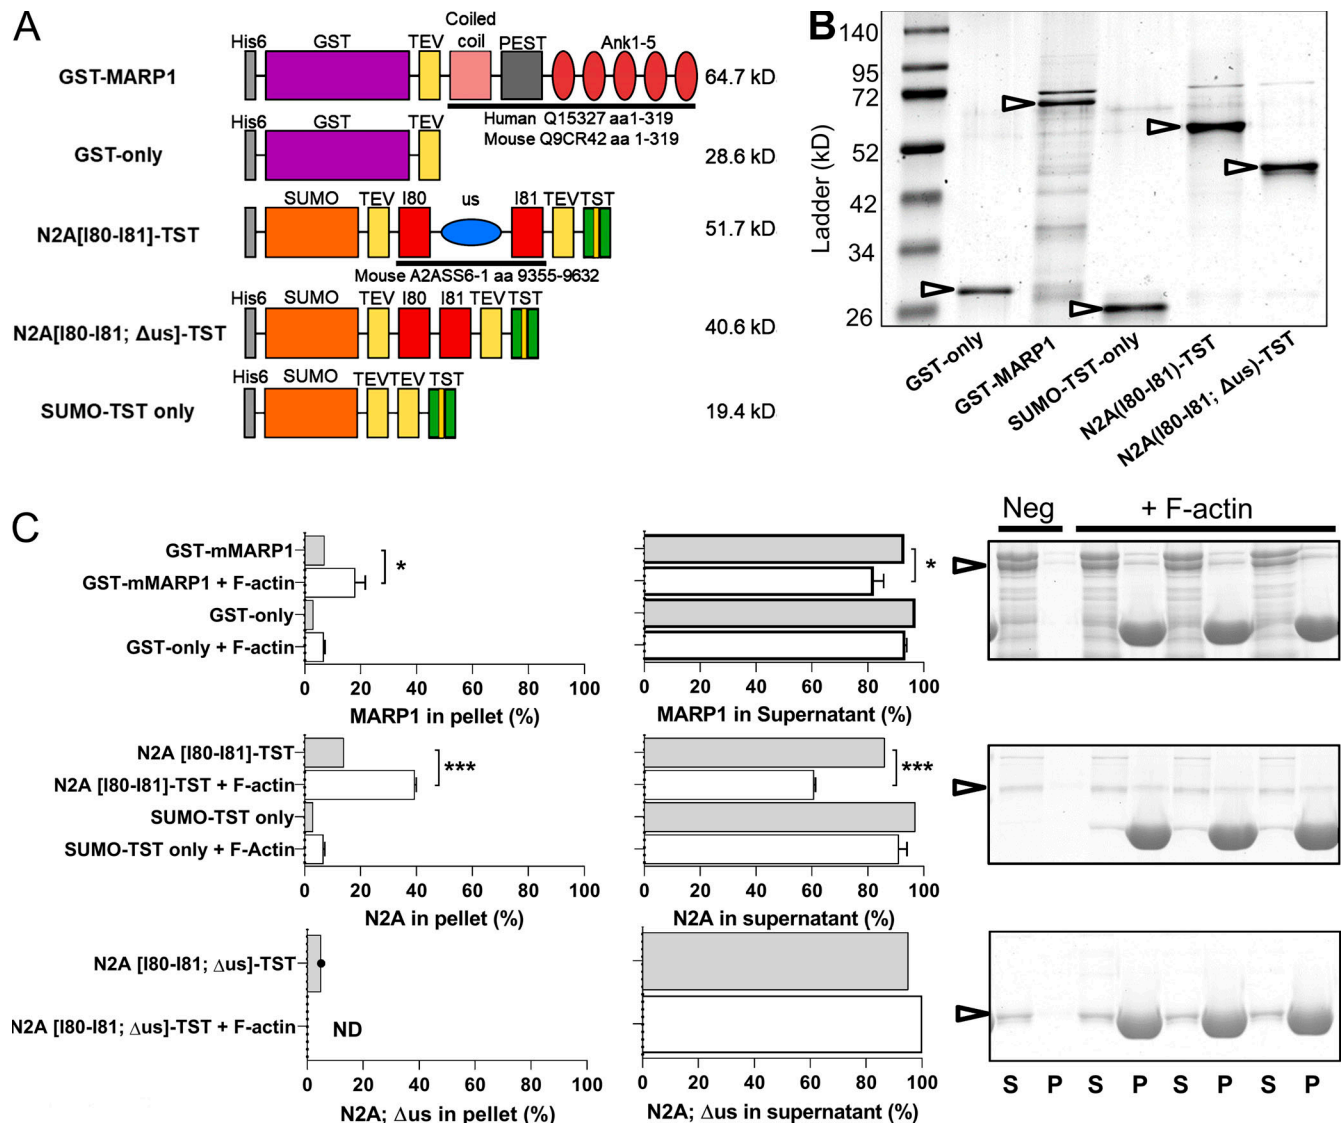 A
His6 GST TEV Coiled coil PEST Ank1-5
GST-MARP1
64.7 kD
Human Q15327 aa1-319
Mouse Q9CR42 aa 1-319
His6 GST TEV
GST-only
28.6 kD
His6 SUMO TEV I80 us I81 TEV TST
N2A[I80-I81]-TST
51.7 kD
Mouse A2ASS6-1 aa 9355-9632
His6 SUMO TEV I80 I81 TEV TST
N2A[I80-I81; Δus]-TST
40.6 kD
His6 SUMO TEV TEV TST
SUMO-TST only
19.4 kD
B
Ladder (kD)
140
95
72
52
42
34
26
GST-only
GST-MARP1
SUMO-TST-only
N2A(I80-I81)-TST
N2A(I80-I81; Δus)-TST
C
GST-mMARP1
GST-mMARP1 + F-actin
GST-only
GST-only + F-actin
*
0 20 40 60 80 100
MARP1 in pellet (%)
*
0 20 40 60 80 100
MARP1 in Supernatant (%)
Neg + F-actin
N2A [I80-I81]-TST
N2A [I80-I81]-TST + F-actin
SUMO-TST only
SUMO-TST only + F-Actin
***
0 20 40 60 80 100
N2A in pellet (%)
***
0 20 40 60 80 100
N2A in supernatant (%)
N2A [I80-I81; Δus]-TST
N2A [I80-I81; Δus]-TST + F-actin
ND
0 20 40 60 80 100
N2A; Δus in pellet (%)
0 20 40 60 80 100
N2A; Δus in supernatant (%)
S P S P S P S P